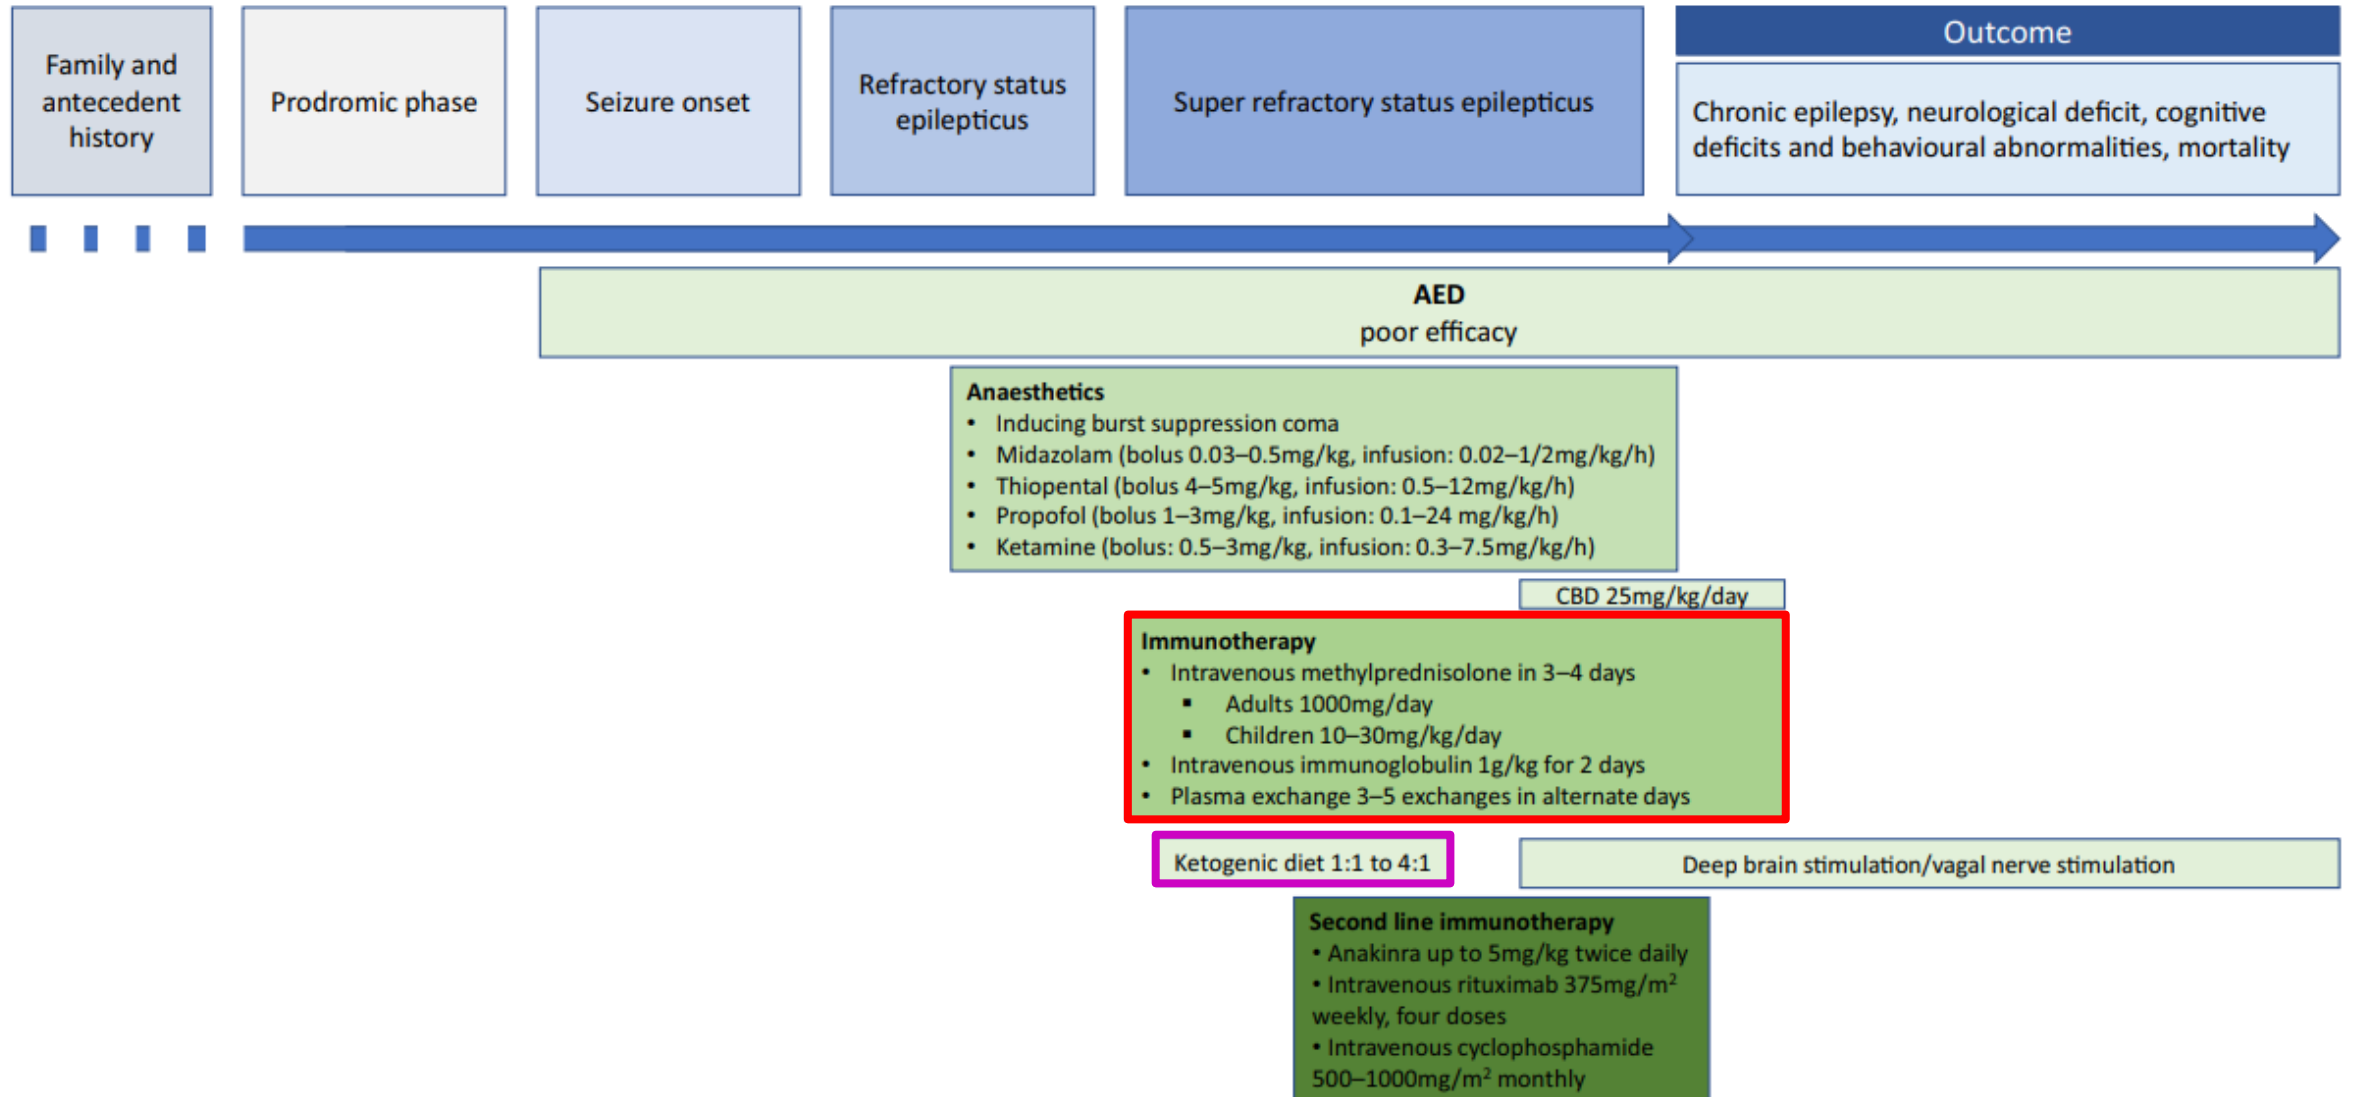 Family and
antecedent
history
Prodromic phase
Seizure onset
Refractory status
epilepticus
Super refractory status epilepticus
Outcome
Chronic epilepsy, neurological deficit, cognitive
deficits and behavioural abnormalities, mortality
AED
poor efficacy
Anaesthetics
• Inducing burst suppression coma
• Midazolam (bolus 0.03–0.5mg/kg, infusion: 0.02–1/2mg/kg/h)
• Thiopental (bolus 4–5mg/kg, infusion: 0.5–12mg/kg/h)
• Propofol (bolus 1–3mg/kg, infusion: 0.1–24 mg/kg/h)
• Ketamine (bolus: 0.5–3mg/kg, infusion: 0.3–7.5mg/kg/h)
CBD 25mg/kg/day
Immunotherapy
• Intravenous methylprednisolone in 3–4 days
▪ Adults 1000mg/day
▪ Children 10–30mg/kg/day
• Intravenous immunoglobulin 1g/kg for 2 days
• Plasma exchange 3–5 exchanges in alternate days
Ketogenic diet 1:1 to 4:1
Deep brain stimulation/vagal nerve stimulation
Second line immunotherapy
• Anakinra up to 5mg/kg twice daily
• Intravenous rituximab 375mg/m²
weekly, four doses
• Intravenous cyclophosphamide
500–1000mg/m² monthly